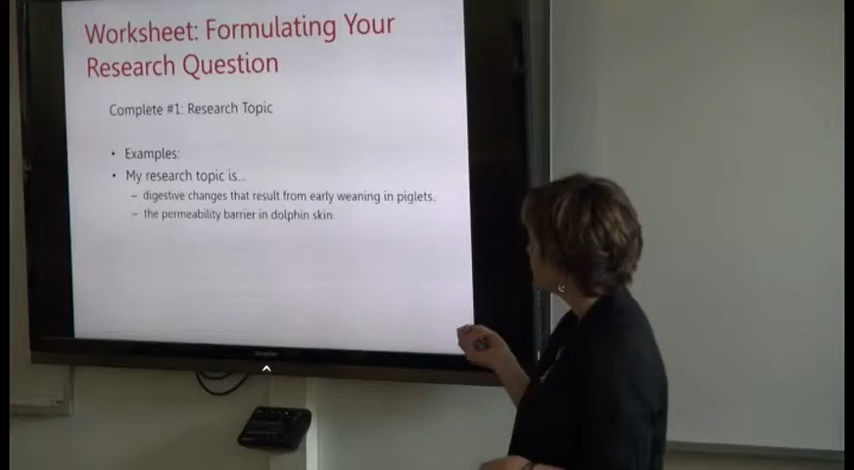 Worksheet: Formulating Your
Research Question
Complete #1: Research Topic
• Examples:
• My research topic is...
– digestive changes that result from early weaning in piglets.
– the permeability barrier in dolphin skin.